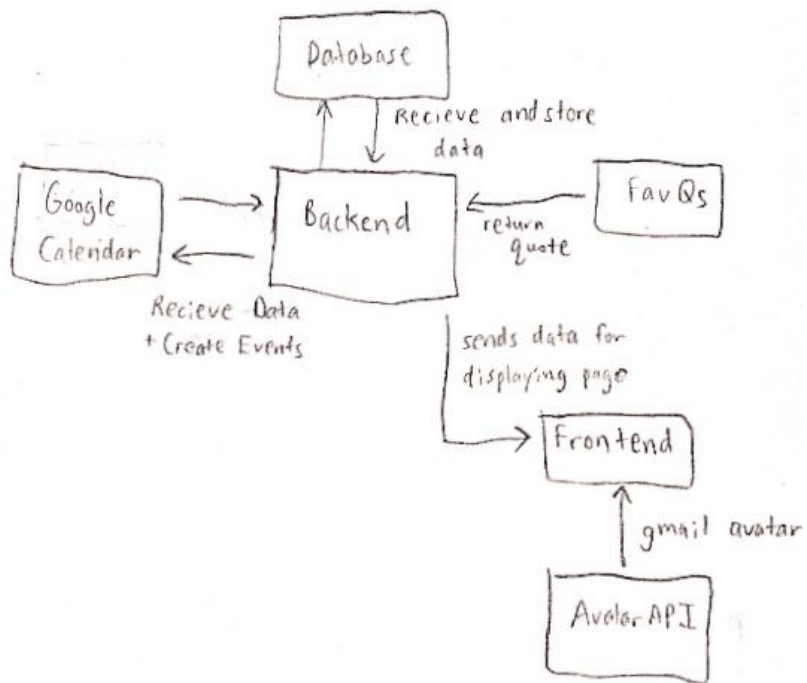 Database
Recieve and store
data
Google
Calendar
Backend
FavQs
return
quote
Recieve Data
+ Create Events
sends data for
displaying page
Frontend
gmail avatar
Avatar API